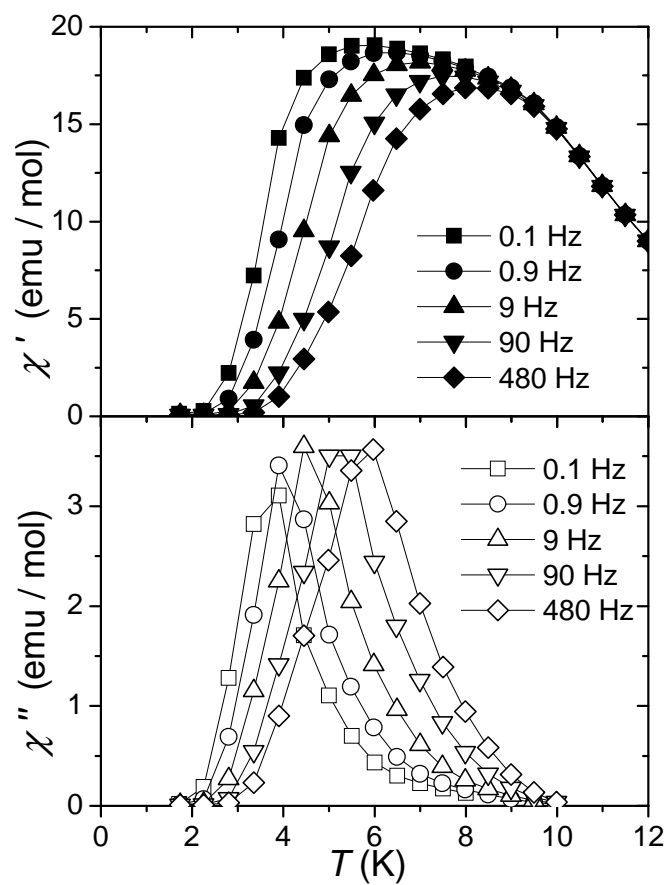 20
15
10
5
0
χ' (emu / mol)
0.1 Hz
0.9 Hz
9 Hz
90 Hz
480 Hz
3
2
1
0
χ" (emu / mol)
0.1 Hz
0.9 Hz
9 Hz
90 Hz
480 Hz
0 2 4 6 8 10 12
T (K)